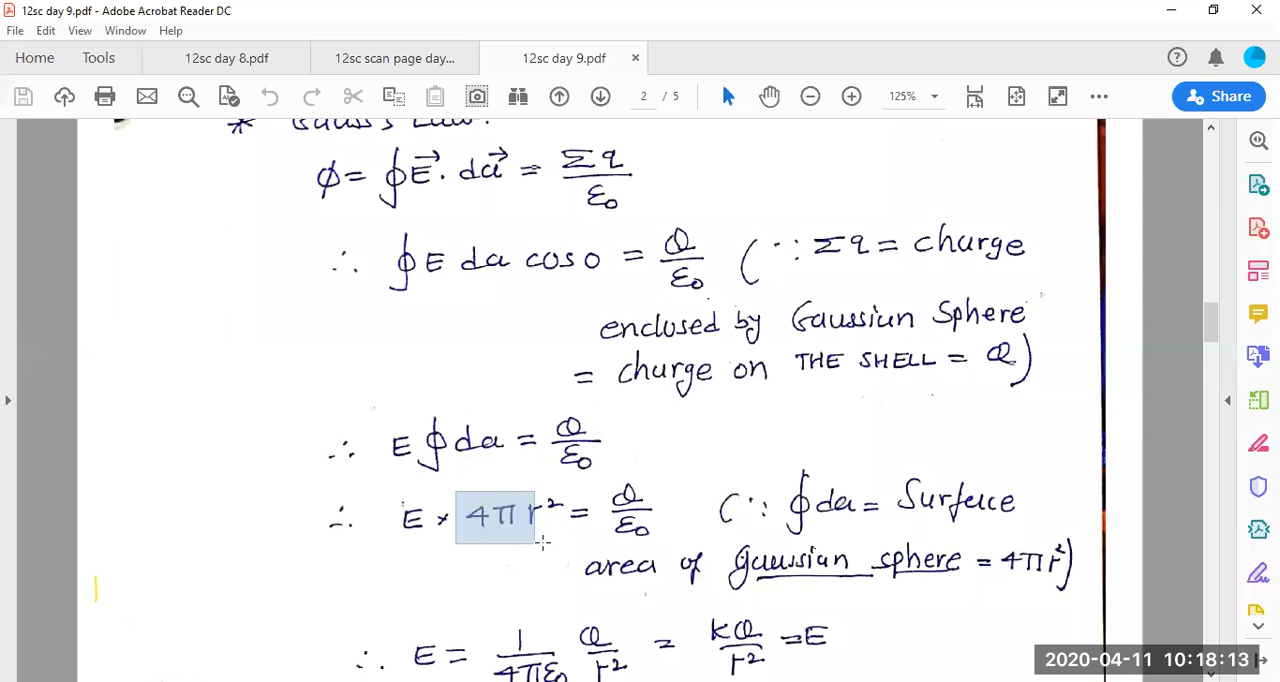 12sc day 9.pdf - Adobe Acrobat Reader DC
File Edit View Window Help
Home Tools 12sc day 8.pdf 12sc scan page day... 12sc day 9.pdf ×
2 / 5 125% Share
* Gauss's Law:
ϕ = ∮E⃗ · da⃗ = Σq/ε₀
∴ ∮E da cos 0 = Q/ε₀ (∵ Σq = charge
enclosed by Gaussian Sphere
= charge on THE SHELL = Q)
∴ E∮da = Q/ε₀
∴ E × 4πr² = Q/ε₀ (∵ ∮da = Surface
area of gaussian sphere = 4πr²)
∴ E = 1/4πε₀ Q/r² = kQ/r² = E
2020-04-11 10:18:13